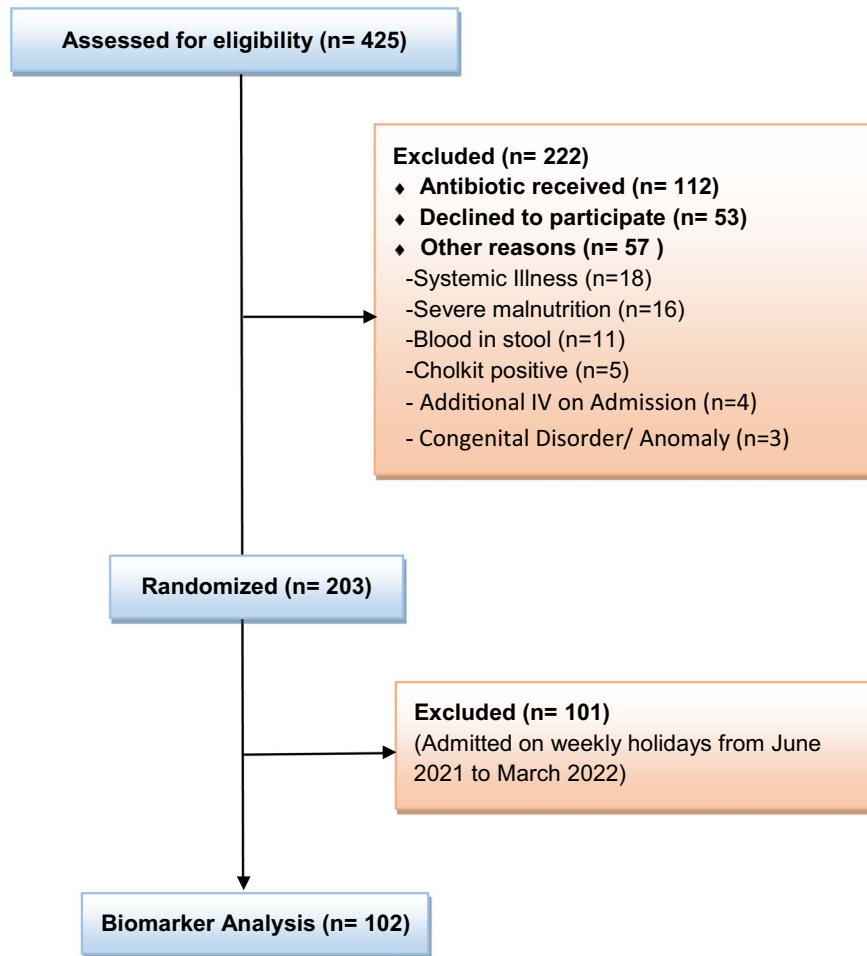 Assessed for eligibility (n= 425)
Excluded (n= 222)
♦ Antibiotic received (n= 112)
♦ Declined to participate (n= 53)
♦ Other reasons (n= 57 )
-Systemic Illness (n=18)
-Severe malnutrition (n=16)
-Blood in stool (n=11)
-Cholkit positive (n=5)
- Additional IV on Admission (n=4)
- Congenital Disorder/ Anomaly (n=3)
Randomized (n= 203)
Excluded (n= 101)
(Admitted on weekly holidays from June
2021 to March 2022)
Biomarker Analysis (n= 102)